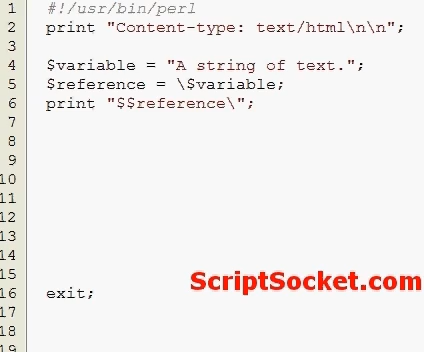 1 #!/usr/bin/perl
2 print "Content-type: text/html\n\n";
3
4 $variable = "A string of text.";
5 $reference = \$variable;
6 print "$$reference\";
7
8
9
10
11
12
13
14
15
ScriptSocket.com
16 exit;
17
18
19